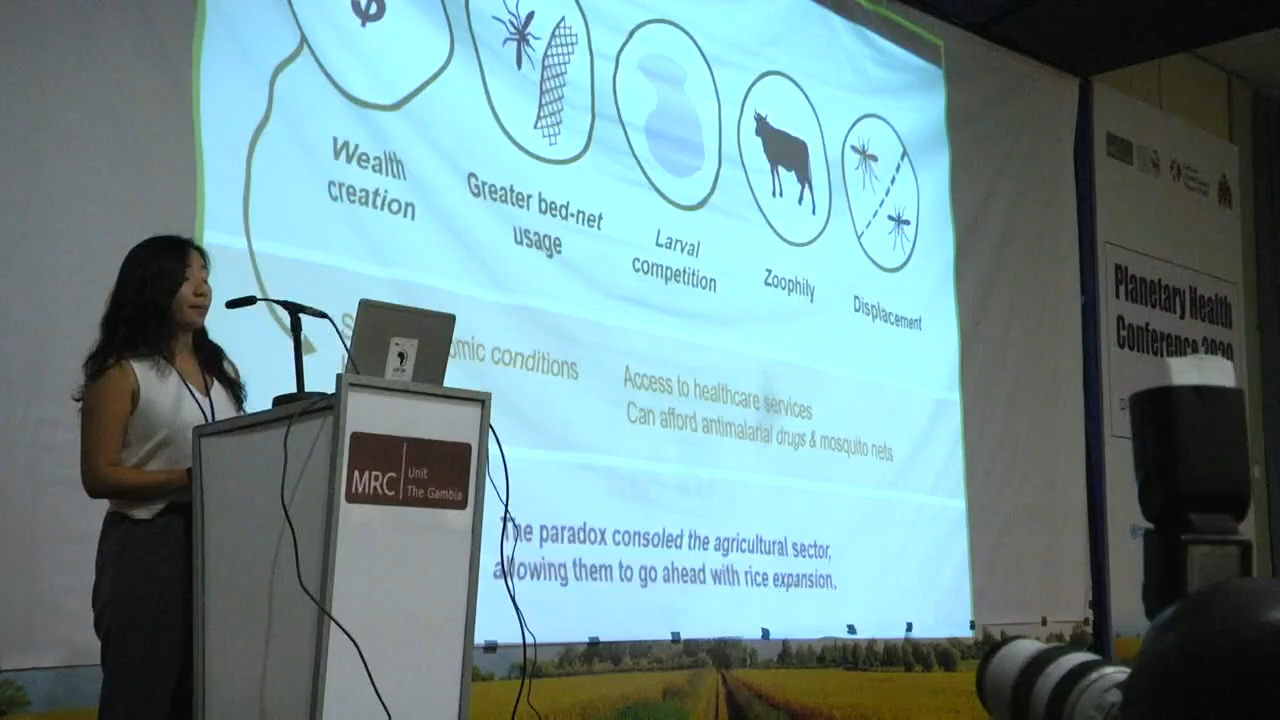 $
Wealth
creation
Greater bed-net
usage
Larval
competition
Zoophily
Displacement
conditions
Access to healthcare services
Can afford antimalarial drugs & mosquito nets
The paradox consoled the agricultural sector,
allowing them to go ahead with rice expansion.
MRC
Unit
The Gambia
Planetary Health
Conference